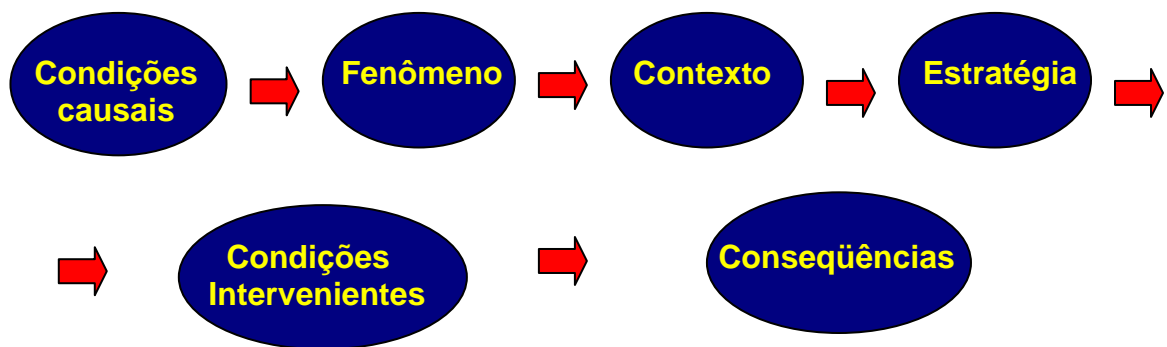 Condições
causais
Fenômeno
Contexto
Estratégia
Condições
Intervenientes
Conseqüências